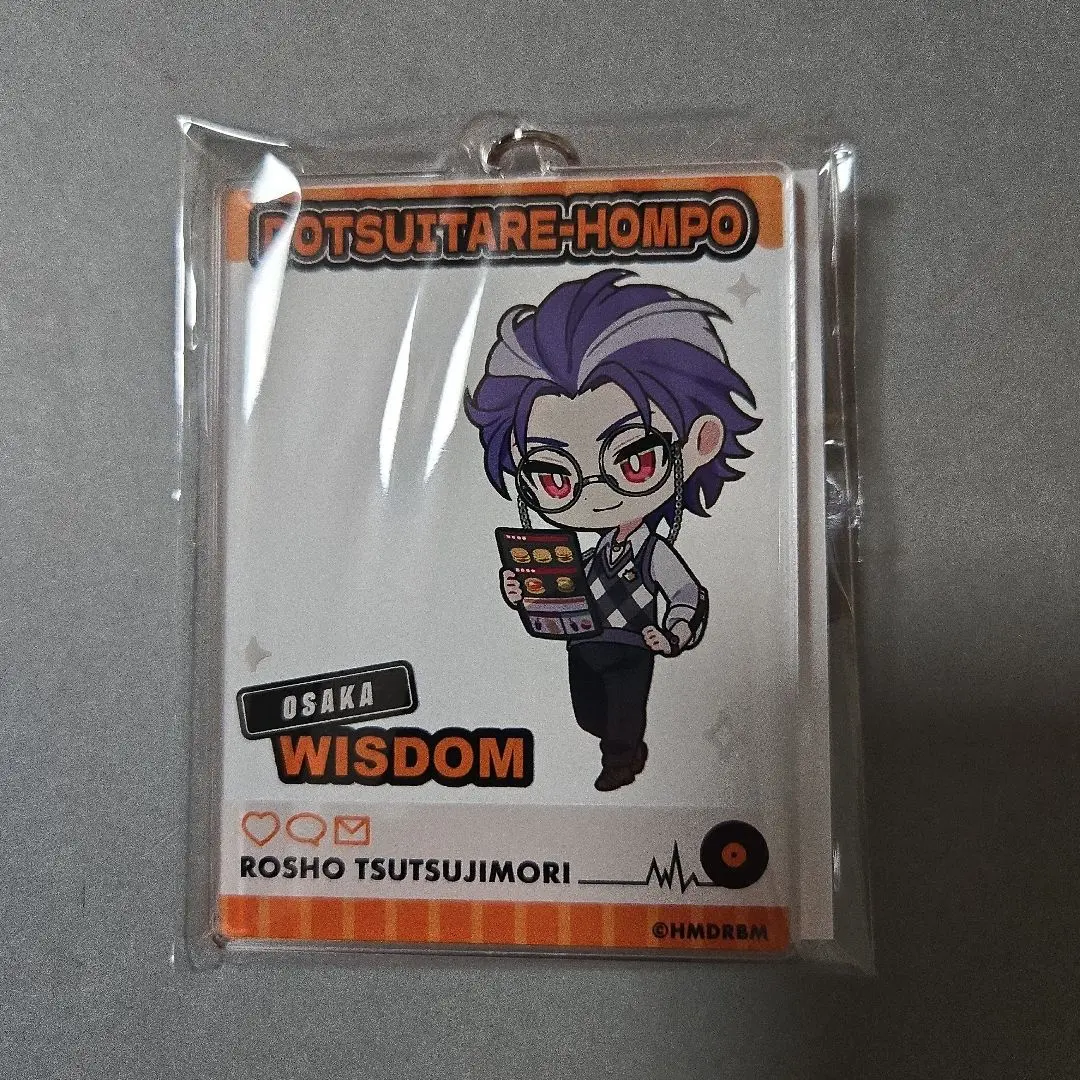 DOTSUITARE-HOMPO
OSAKA
WISDOM
ROSHO TSUTSUJIMORI
©HMDRBM